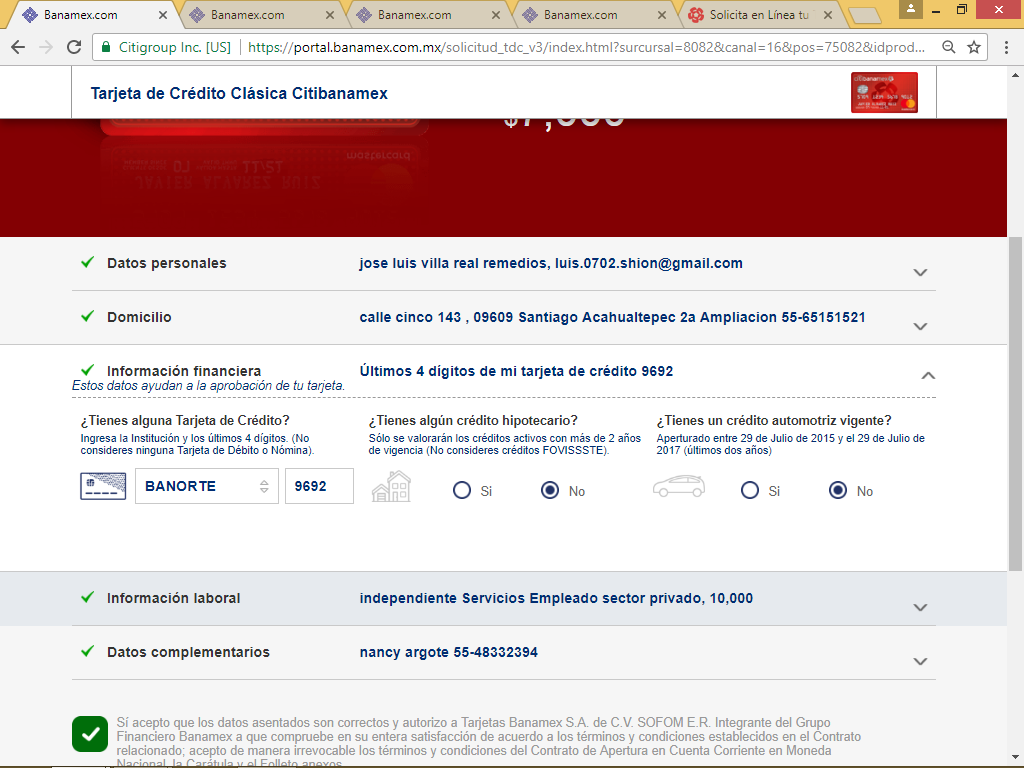 Banamex.com
Banamex.com
Banamex.com
Banamex.com
Solicita en Línea tu
Citigroup Inc. [US]
https://portal.banamex.com.mx/solicitud_tdc_v3/index.html?surcursal=8082&canal=16&pos=75082&idprod...
Tarjeta de Crédito Clásica Citibanamex
Datos personales
jose luis villa real remedios, luis.0702.shion@gmail.com
Domicilio
calle cinco 143 , 09609 Santiago Acahualtepec 2a Ampliacion 55-65151521
Información financiera
Últimos 4 dígitos de mi tarjeta de crédito 9692
Estos datos ayudan a la aprobación de tu tarjeta.
¿Tienes alguna Tarjeta de Crédito?
Ingresa la Institución y los últimos 4 dígitos. (No
consideres ninguna Tarjeta de Débito o Nómina).
BANORTE
9692
¿Tienes algún crédito hipotecario?
Sólo se valorarán los créditos activos con más de 2 años
de vigencia (No consideres créditos FOVISSSTE).
Si
No
¿Tienes un crédito automotriz vigente?
Aperturado entre 29 de Julio de 2015 y el 29 de Julio de
2017 (últimos dos años)
Si
No
Información laboral
independiente Servicios Empleado sector privado, 10,000
Datos complementarios
nancy argote 55-48332394
Sí acepto que los datos asentados son correctos y autorizo a Tarjetas Banamex S.A. de C.V. SOFOM E.R. Integrante del Grupo
Financiero Banamex a que compruebe en su entera satisfacción de acuerdo a los términos y condiciones establecidos en el Contrato
relacionado; acepto de manera irrevocable los términos y condiciones del Contrato de Apertura en Cuenta Corriente en Moneda
Nacional, la Carátula y el Folleto anexos.